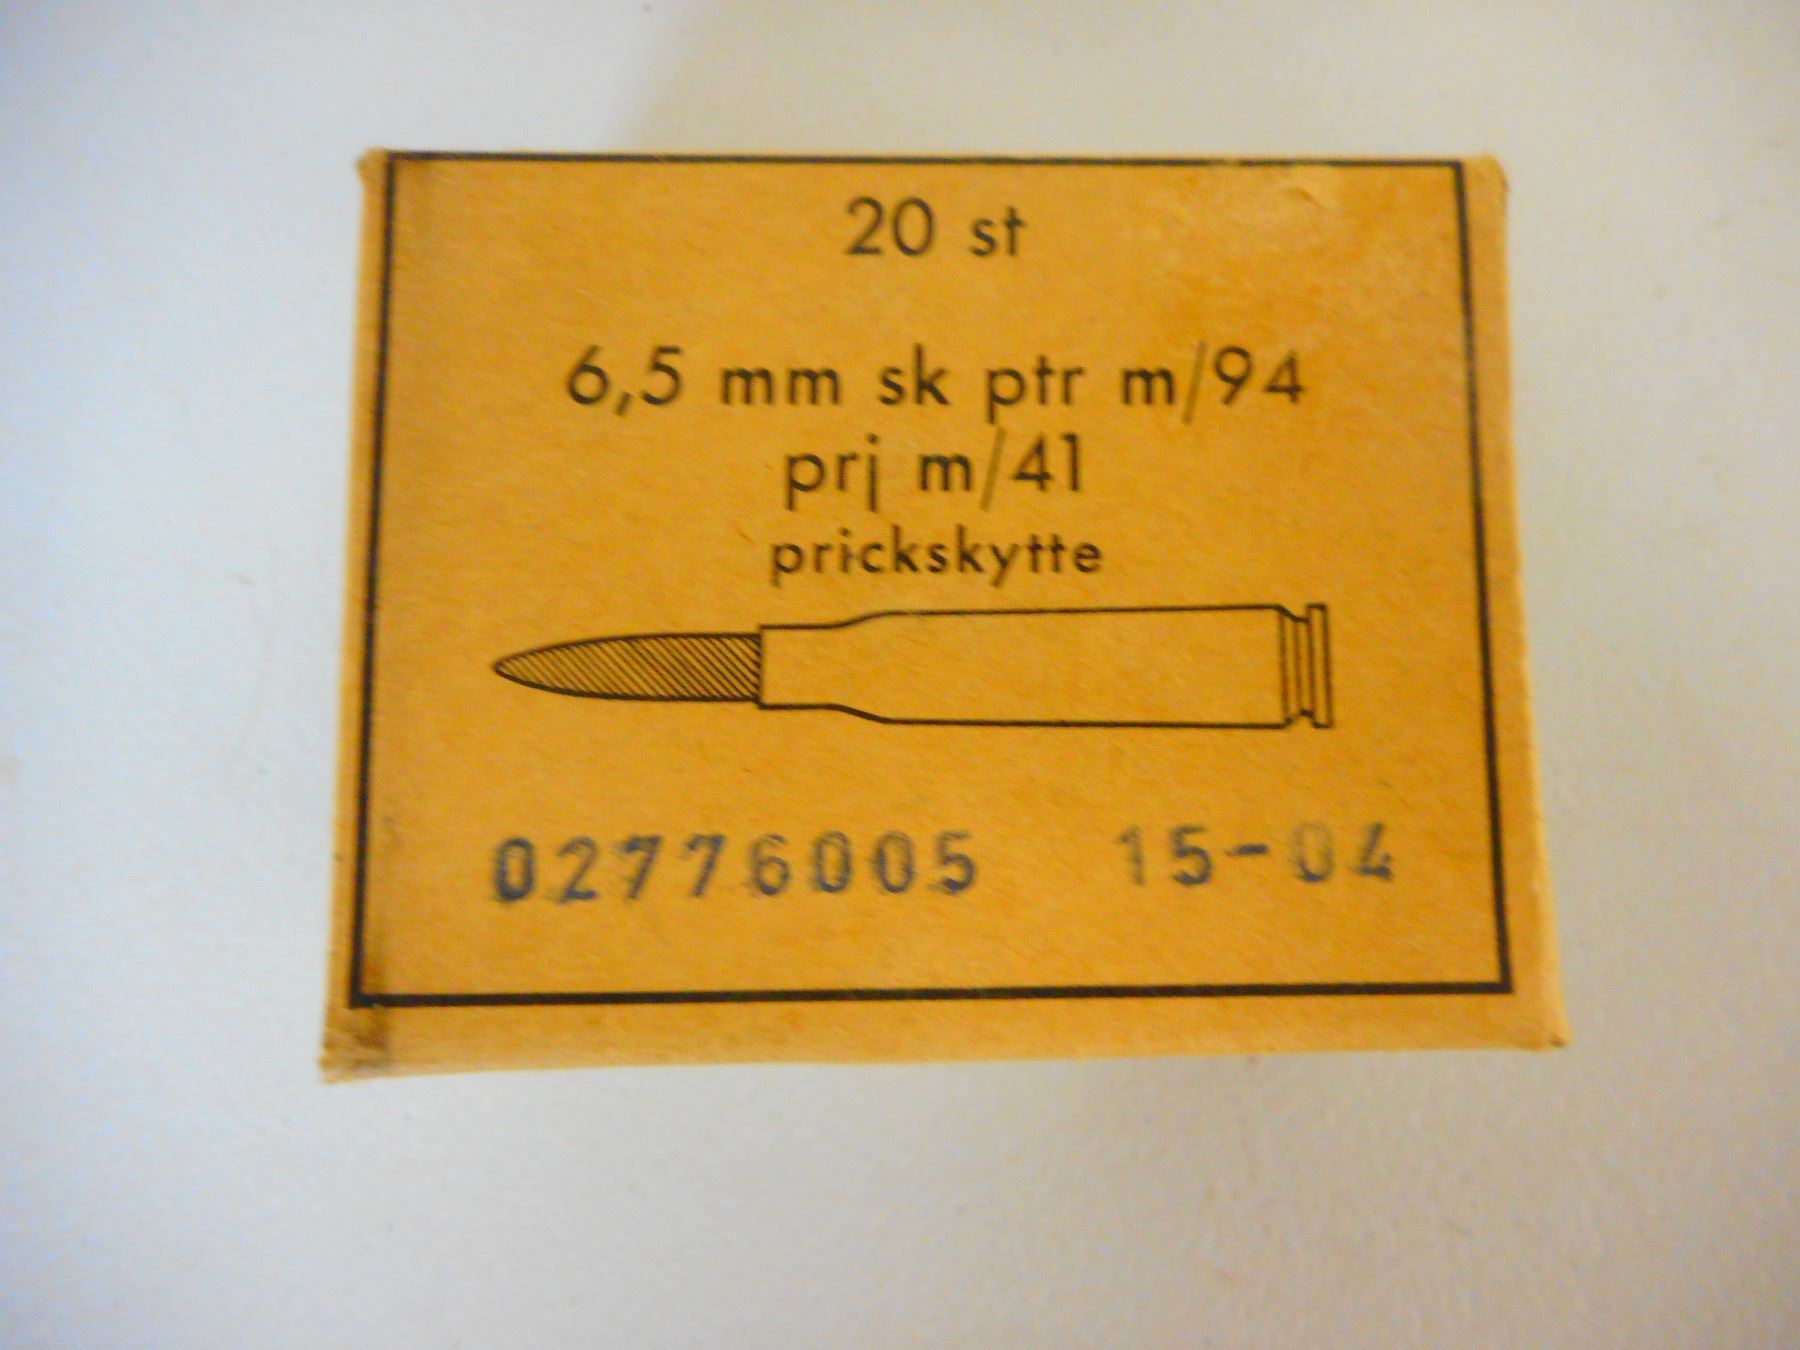 20 st
6,5 mm sk ptr m/94
prj m/41
prickskytte
02776005 15-04